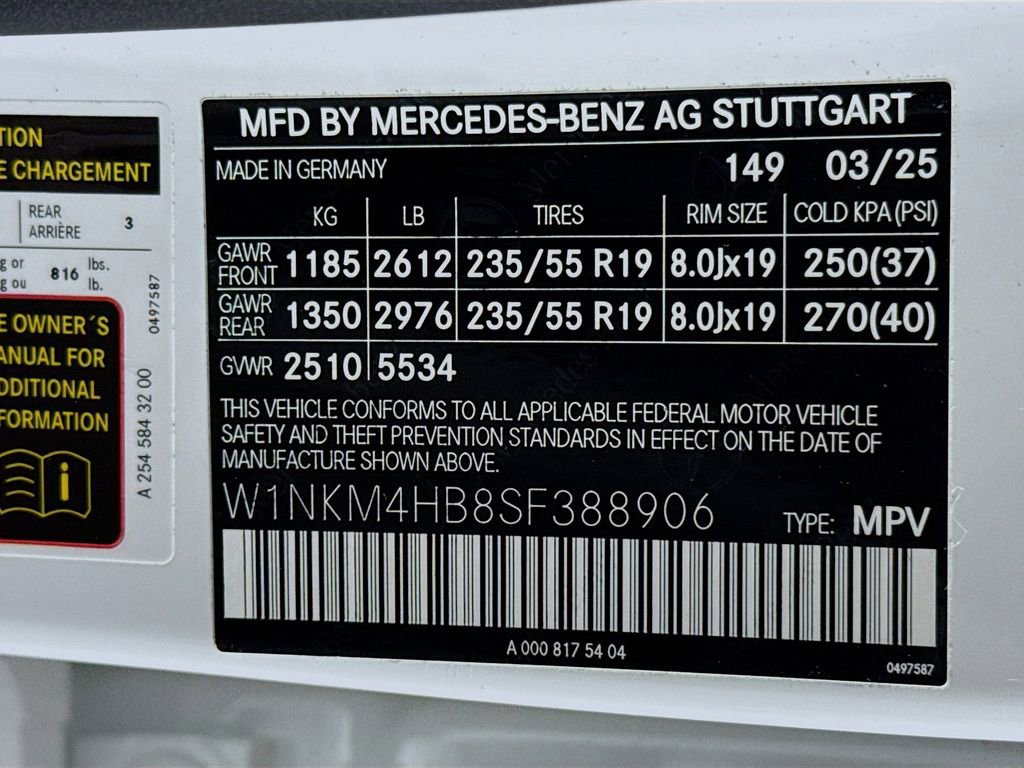 TION
E CHARGEMENT
REAR
ARRIÈRE 3
g or
g ou 816 lbs.
lb.
E OWNER´S
ANUAL FOR
DDITIONAL
FORMATION
i
0497587
A 254 584 32 00
MFD BY MERCEDES-BENZ AG STUTTGART
MADE IN GERMANY 149 03/25
KG LB TIRES RIM SIZE COLD KPA (PSI)
GAWR FRONT 1185 2612 235/55 R19 8.0Jx19 250(37)
GAWR REAR 1350 2976 235/55 R19 8.0Jx19 270(40)
GVWR 2510 5534
THIS VEHICLE CONFORMS TO ALL APPLICABLE FEDERAL MOTOR VEHICLE
SAFETY AND THEFT PREVENTION STANDARDS IN EFFECT ON THE DATE OF
MANUFACTURE SHOWN ABOVE.
W1NKM4HB8SF388906 TYPE: MPV
A 000 817 54 04
0497587